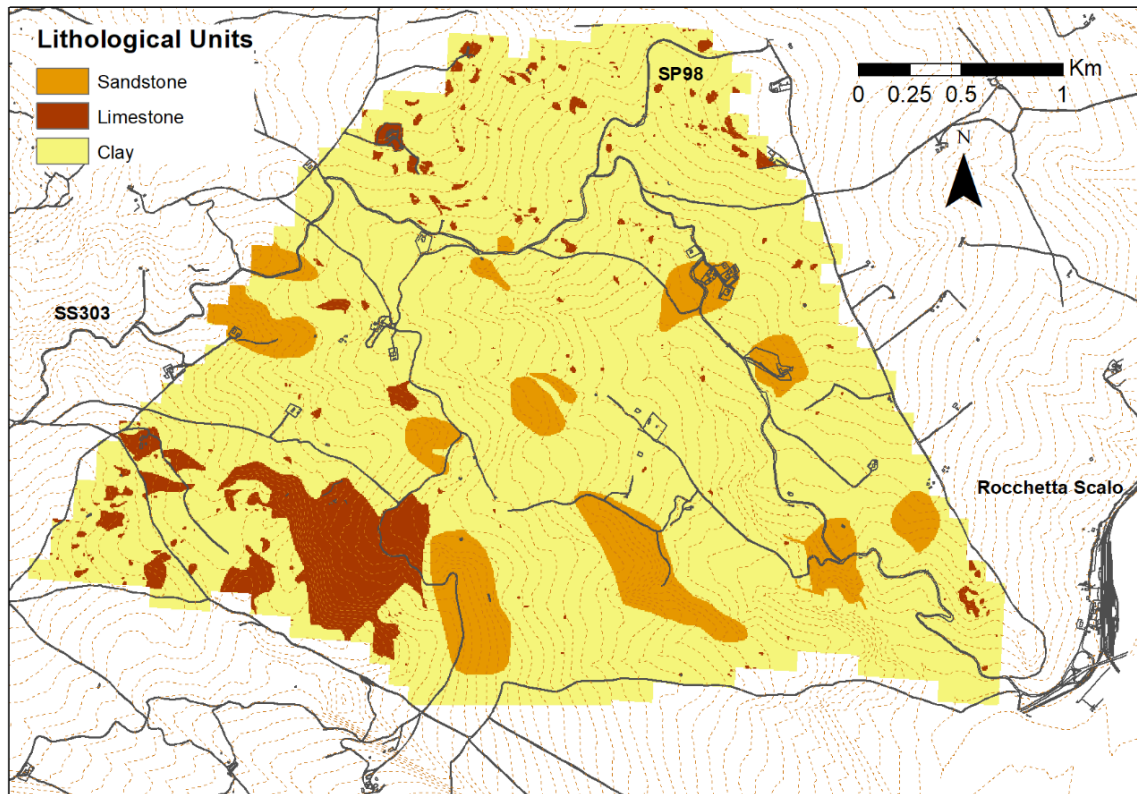 Lithological Units
Sandstone
Limestone
Clay
SP98
Km
0 0.25 0.5 1
N
SS303
Rocchetta Scalo